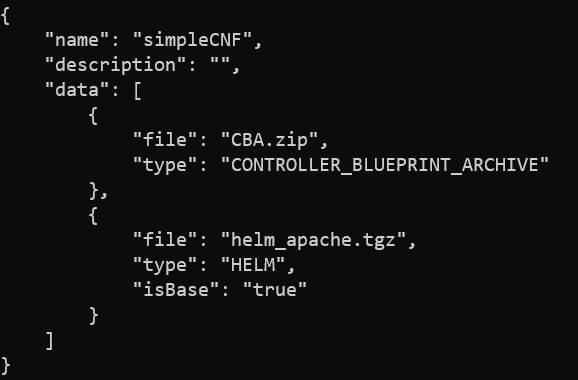 {
    "name": "simpleCNF",
    "description": "",
    "data": [
        {
            "file": "CBA.zip",
            "type": "CONTROLLER_BLUEPRINT_ARCHIVE"
        },
        {
            "file": "helm_apache.tgz",
            "type": "HELM",
            "isBase": "true"
        }
    ]
}